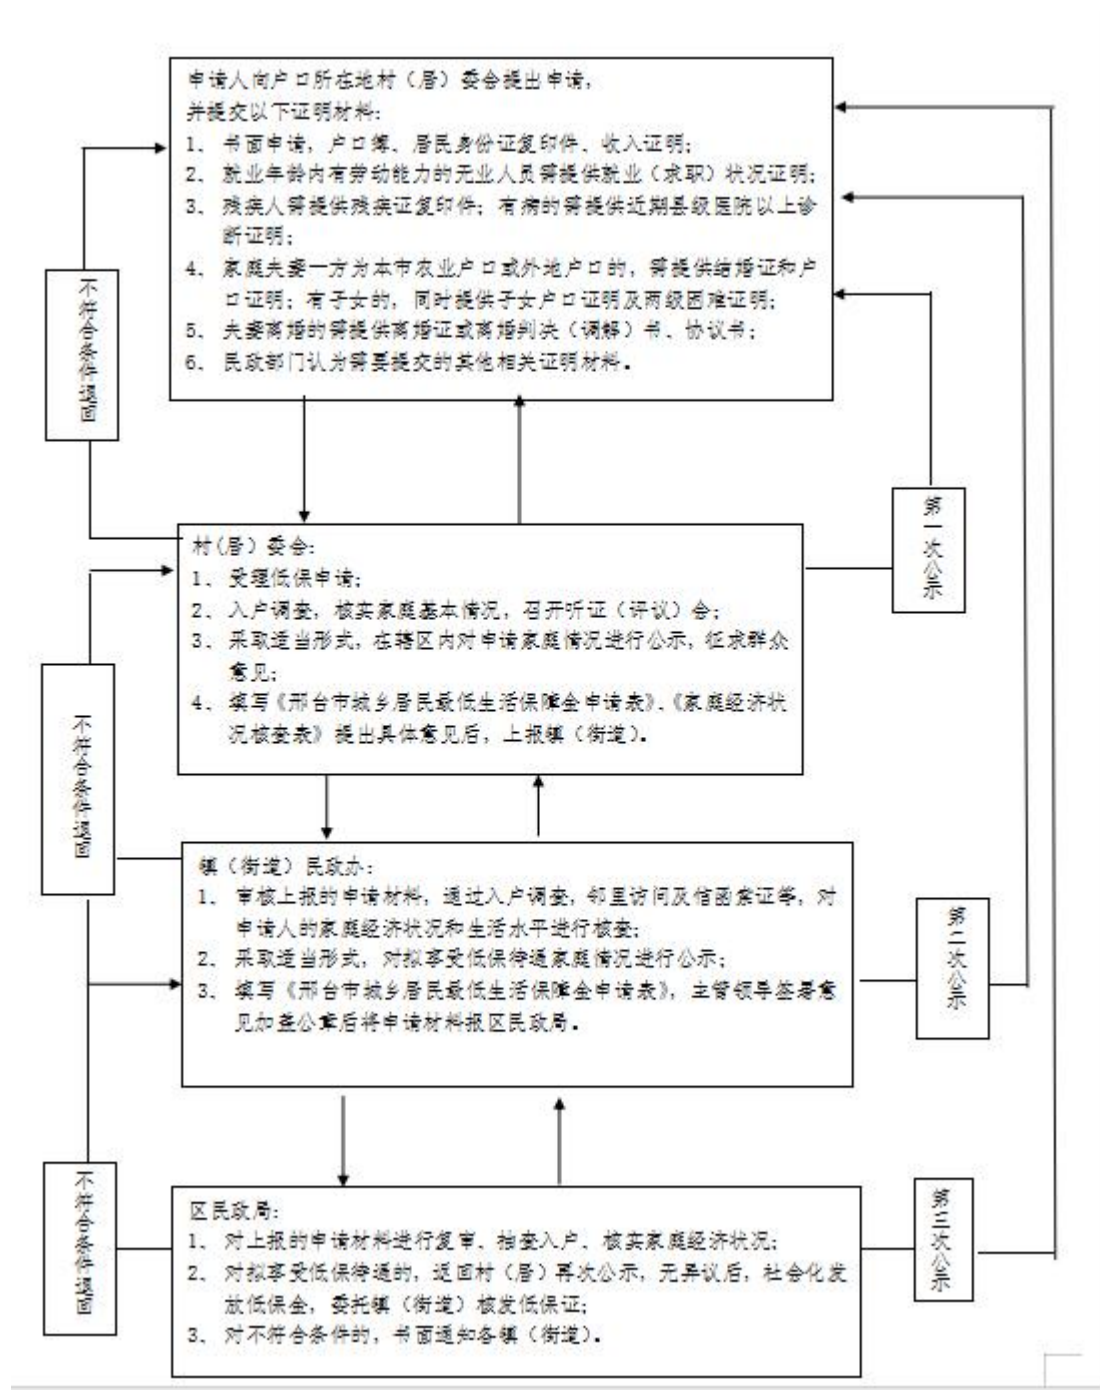 申请人向户口所在地村（居）委会提出申请，
并提交以下证明材料：
1、书面申请，户口簿、居民身份证复印件、收入证明；
2、就业年龄内有劳动能力的无业人员需提供就业（求职）状况证明；
3、残疾人需提供残疾证复印件；有病的需提供近期县级医院以上诊
断证明；
4、家庭夫妻一方为本市农业户口或外地户口的，需提供结婚证和户
口证明；有子女的，同时提供子女户口证明及两级困难证明；
5、夫妻离婚的需提供离婚证或离婚判决（调解）书、协议书；
6、民政部门认为需要提交的其他相关证明材料。
不符合条件退回
第一次公示
村(居）委会：
1、受理低保申请；
2、入户调查，核实家庭基本情况，召开听证（评议）会；
3、采取适当形式，在辖区内对申请家庭情况进行公示，征求群众
意见；
4、填写《邢台市城乡居民最低生活保障金申请表》、《家庭经济状
况核查表》提出具体意见后，上报镇（街道）。
不符合条件退回
镇（街道）民政办：
1、审核上报的申请材料，通过入户调查，邻里访问及信函索证等，对
申请人的家庭经济状况和生活水平进行核查；
2、采取适当形式，对拟享受低保待遇家庭情况进行公示；
3、填写《邢台市城乡居民最低生活保障金申请表》，主管领导签署意
见加盖公章后将申请材料报区民政局。
第二次公示
不符合条件退回
区民政局：
1、对上报的申请材料进行复审、抽查入户、核实家庭经济状况；
2、对拟享受低保待遇的，返回村（居）再次公示，无异议后，社会化发
放低保金，委托镇（街道）核发低保证；
3、对不符合条件的，书面通知各镇（街道）。
第三次公示